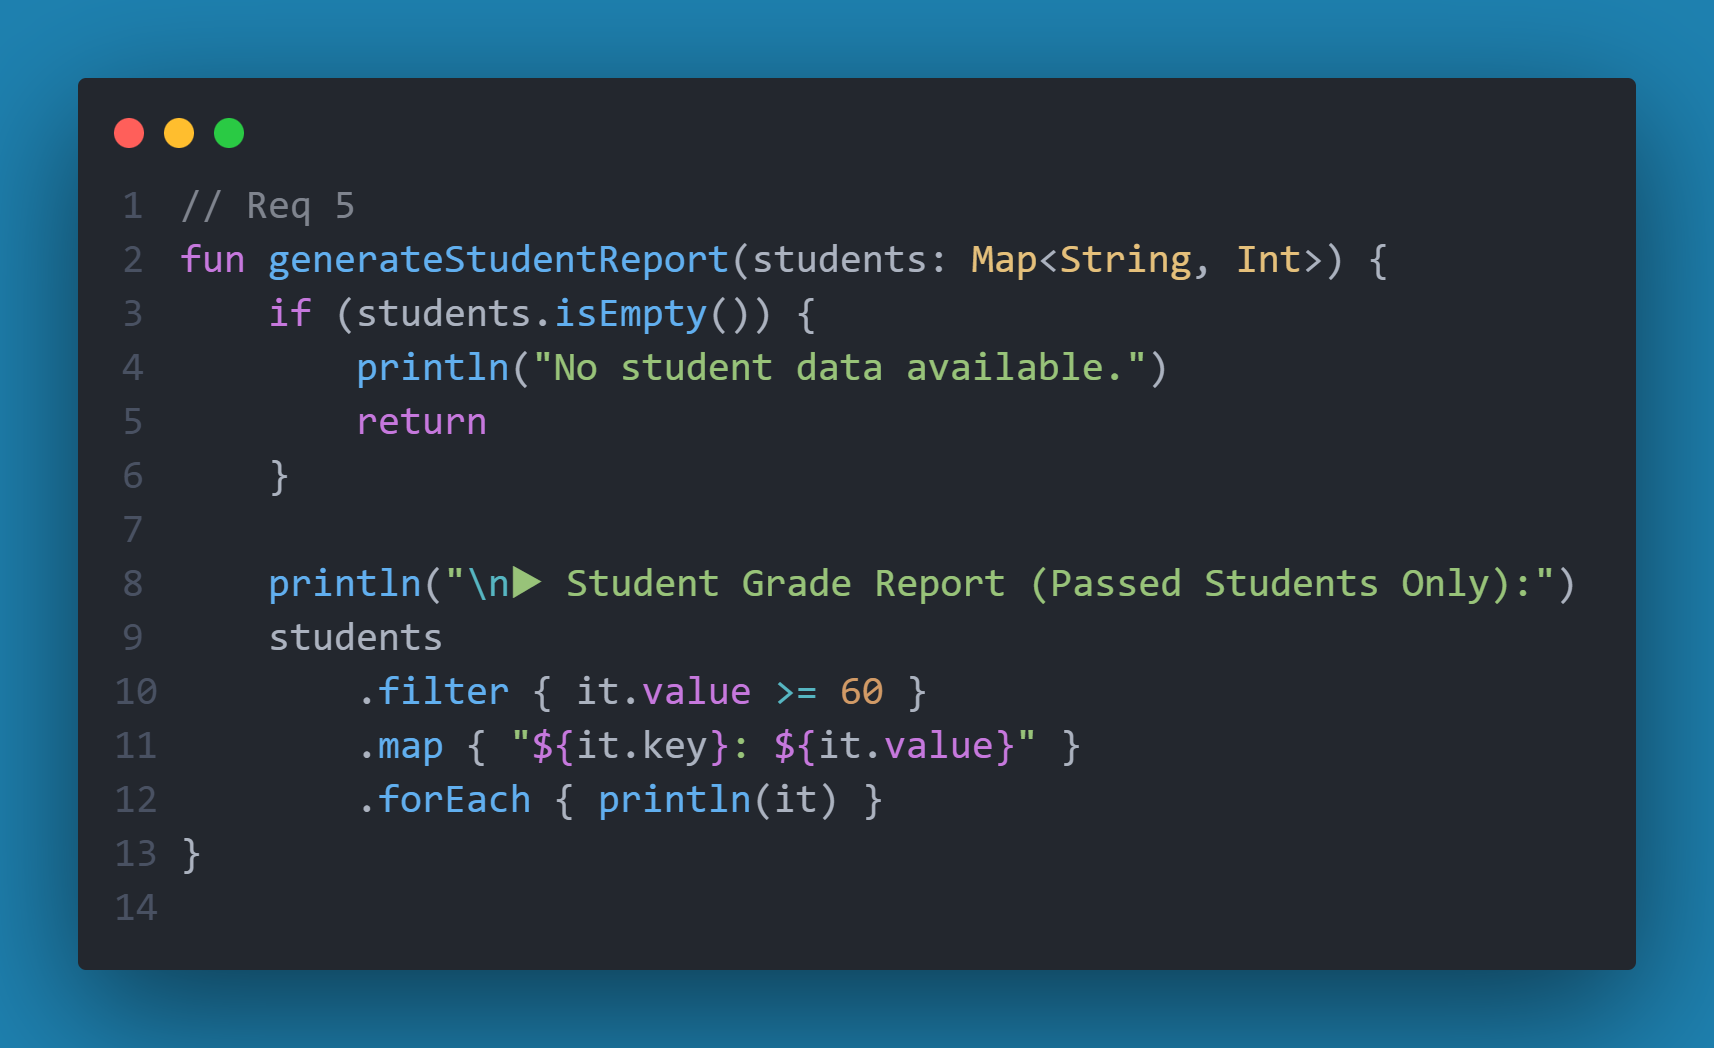 1 // Req 5
2 fun generateStudentReport(students: Map<String, Int>) {
3     if (students.isEmpty()) {
4         println("No student data available.")
5         return
6     }
7
8     println("\n▶ Student Grade Report (Passed Students Only):")
9     students
10         .filter { it.value >= 60 }
11         .map { "${it.key}: ${it.value}" }
12         .forEach { println(it) }
13 }
14